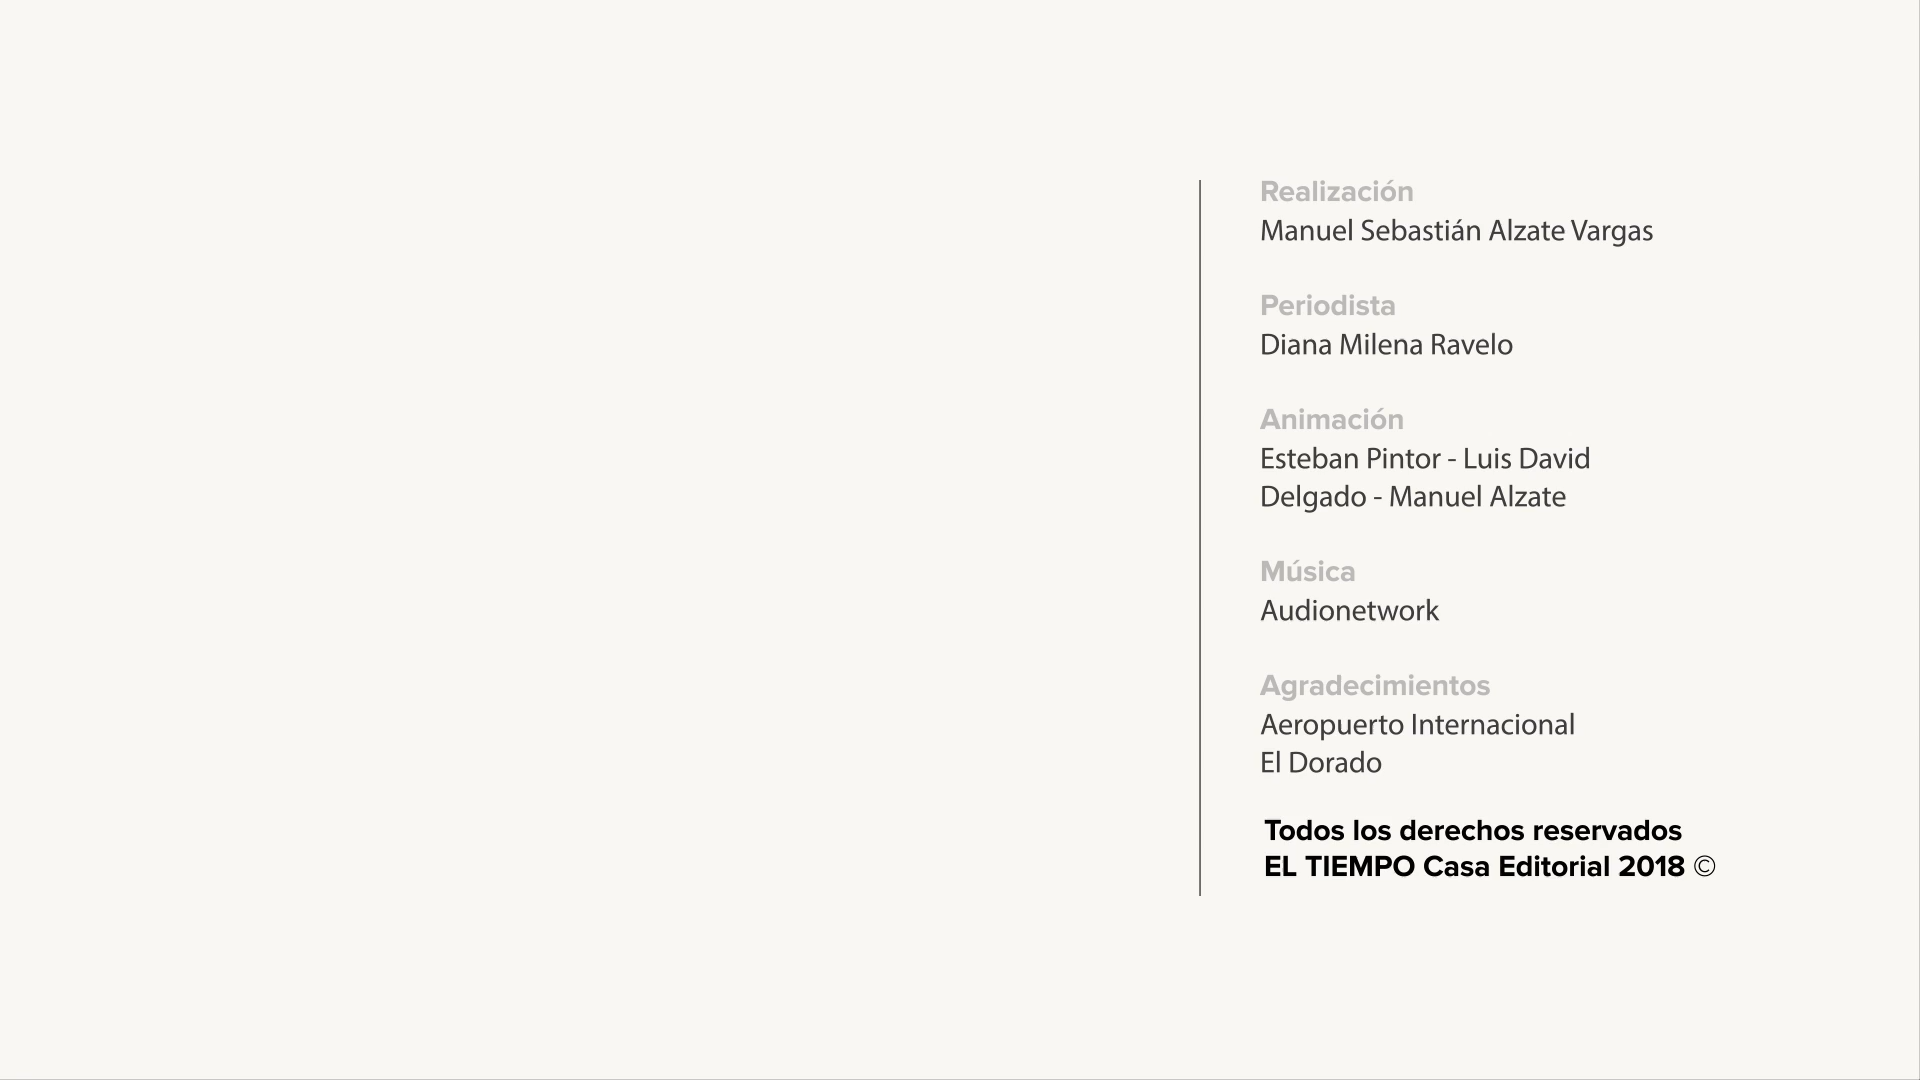 Realización
Manuel Sebastián Alzate Vargas
Periodista
Diana Milena Ravelo
Animación
Esteban Pintor - Luis David
Delgado - Manuel Alzate
Música
Audionetwork
Agradecimientos
Aeropuerto Internacional
El Dorado
Todos los derechos reservados
EL TIEMPO Casa Editorial 2018 ©